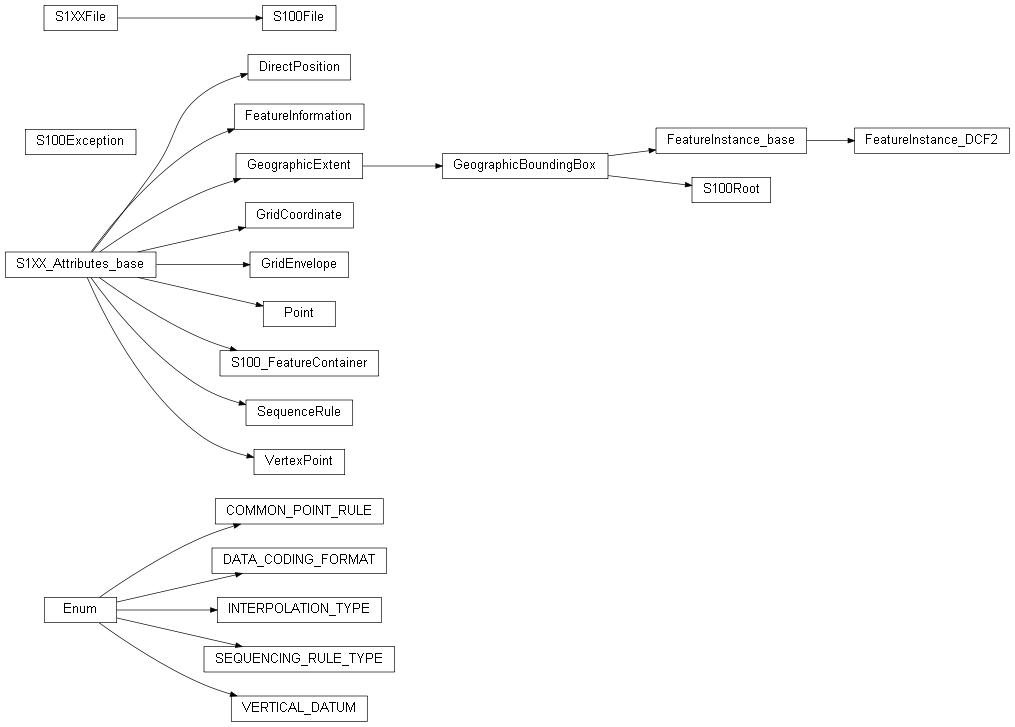 S1XXFile
S100File
DirectPosition
FeatureInformation
S100Exception
GeographicExtent
GeographicBoundingBox
FeatureInstance_base
FeatureInstance_DCF2
S100Root
GridCoordinate
S1XX_Attributes_base
GridEnvelope
Point
S100_FeatureContainer
SequenceRule
VertexPoint
COMMON_POINT_RULE
DATA_CODING_FORMAT
Enum
INTERPOLATION_TYPE
SEQUENCING_RULE_TYPE
VERTICAL_DATUM